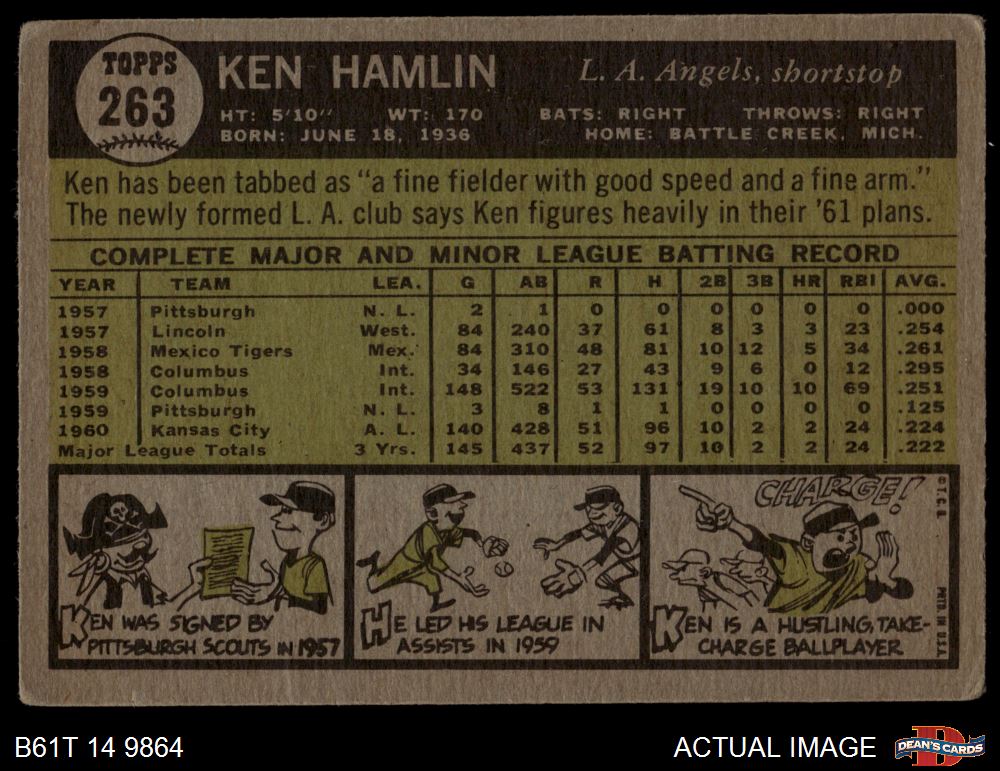 TOPPS
263
KEN HAMLIN
L. A. Angels, shortstop
HT: 5'10" WT: 170 BATS: RIGHT THROWS: RIGHT
BORN: JUNE 18, 1936 HOME: BATTLE CREEK, MICH.
Ken has been tabbed as "a fine fielder with good speed and a fine arm."
The newly formed L. A. club says Ken figures heavily in their '61 plans.
COMPLETE MAJOR AND MINOR LEAGUE BATTING RECORD
YEAR TEAM LEA. G AB R H 2B 3B HR RBI AVG.
1957 Pittsburgh N. L. 2 1 0 0 0 0 0 0 .000
1957 Lincoln West. 84 240 37 61 8 3 3 23 .254
1958 Mexico Tigers Mex. 84 310 48 81 10 12 5 34 .261
1958 Columbus Int. 34 146 27 43 9 6 0 12 .295
1959 Columbus Int. 148 522 53 131 19 10 10 69 .251
1959 Pittsburgh N. L. 3 8 1 1 0 0 0 0 .125
1960 Kansas City A. L. 140 428 51 96 10 2 2 24 .224
Major League Totals 3 Yrs. 145 437 52 97 10 2 2 24 .222
KEN WAS SIGNED BY
PITTSBURGH SCOUTS IN 1957
HE LED HIS LEAGUE IN
ASSISTS IN 1959
CHARGE!
KEN IS A HUSTLING, TAKE-
CHARGE BALLPLAYER
© T. C. G.
PRTD. IN U.S.A.
B61T 14 9864
ACTUAL IMAGE
D
DEAN'S CARDS